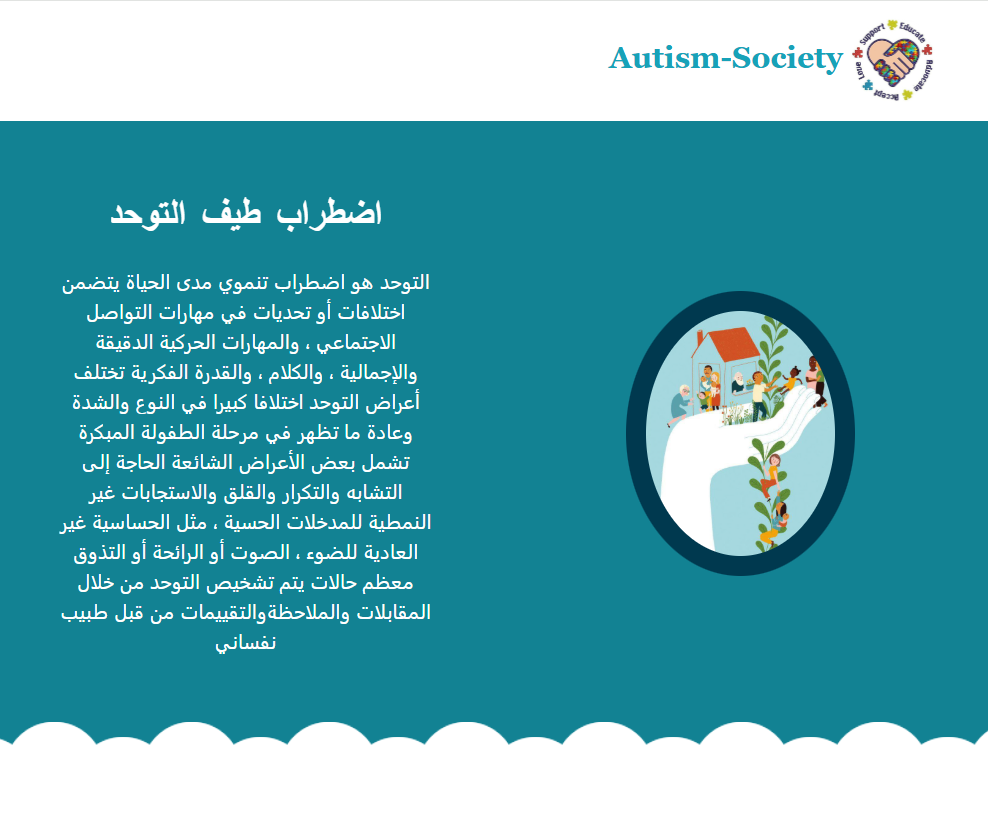 Autism-Society
Support Educate Advocate Accept Love
اضطراب طيف التوحد
التوحد هو اضطراب تنموي مدى الحياة يتضمن
اختلافات أو تحديات في مهارات التواصل
الاجتماعي ، والمهارات الحركية الدقيقة
والإجمالية ، والكلام ، والقدرة الفكرية تختلف
أعراض التوحد اختلافا كبيرا في النوع والشدة
وعادة ما تظهر في مرحلة الطفولة المبكرة
تشمل بعض الأعراض الشائعة الحاجة إلى
التشابه والتكرار والقلق والاستجابات غير
النمطية للمدخلات الحسية ، مثل الحساسية غير
العادية للضوء ، الصوت أو الرائحة أو التذوق
معظم حالات يتم تشخيص التوحد من خلال
المقابلات والملاحظةوالتقييمات من قبل طبيب
نفساني